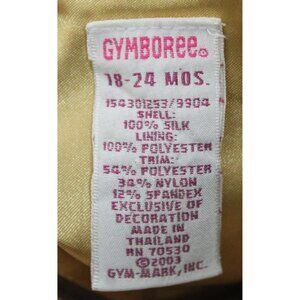 GYMBOREE
18-24 MOS.
154301253/9904
SHELL:
100% SILK
LINING:
100% POLYESTER
TRIM:
54% POLYESTER
34% NYLON
12% SPANDEX
EXCLUSIVE OF
DECORATION
MADE IN
THAILAND
RN 70530
©2003
GYM-MARK, INC.